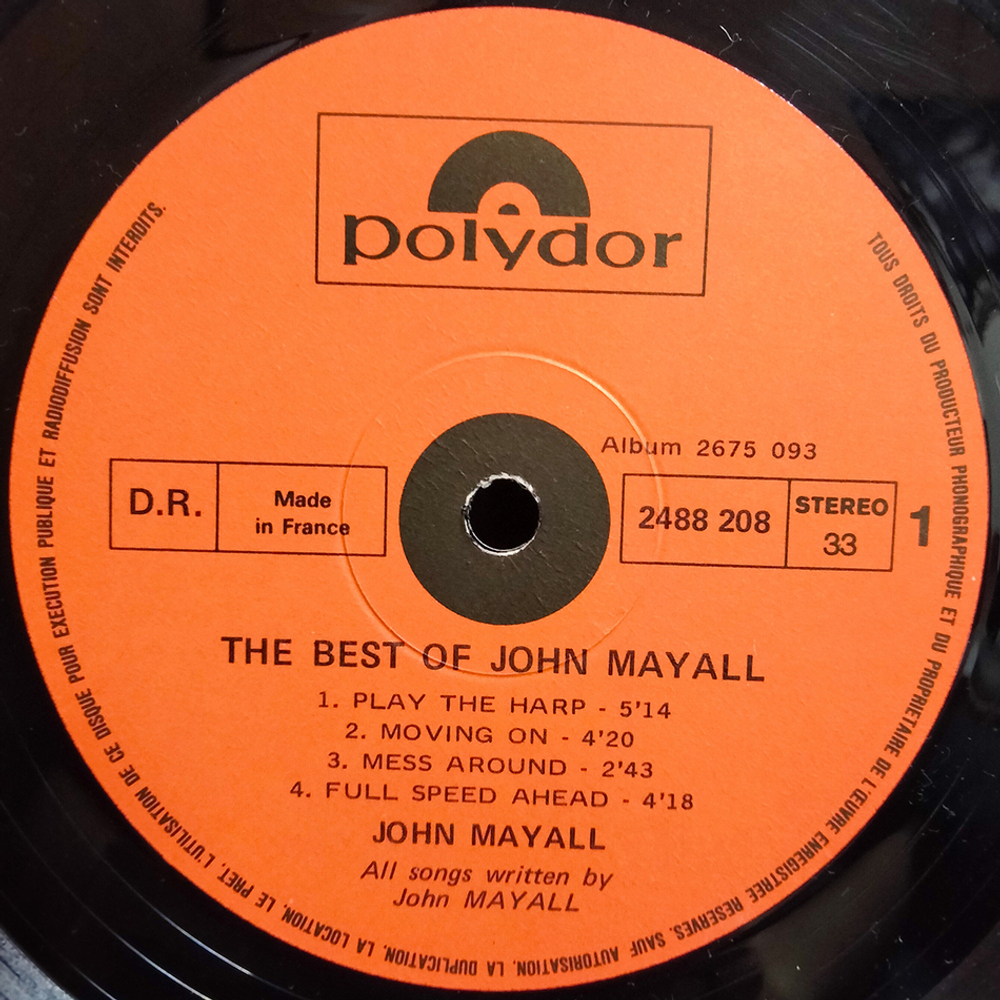 polydor
Album 2675 093
D.R.
Made
in France
2488 208
STEREO
33
1
THE BEST OF JOHN MAYALL
1. PLAY THE HARP - 5'14
2. MOVING ON - 4'20
3. MESS AROUND - 2'43
4. FULL SPEED AHEAD - 4'18
JOHN MAYALL
All songs written by
John MAYALL
TOUS DROITS DU PRODUCTEUR PHONOGRAPHIQUE ET DU PROPRIETAIRE DE L'ŒUVRE ENREGISTREE RESERVES. SAUF AUTORISATION, LA DUPLICATION, LA LOCATION, LE PRET, L'UTILISATION DE CE DISQUE POUR EXECUTION PUBLIQUE ET RADIODIFFUSION SONT INTERDITS.